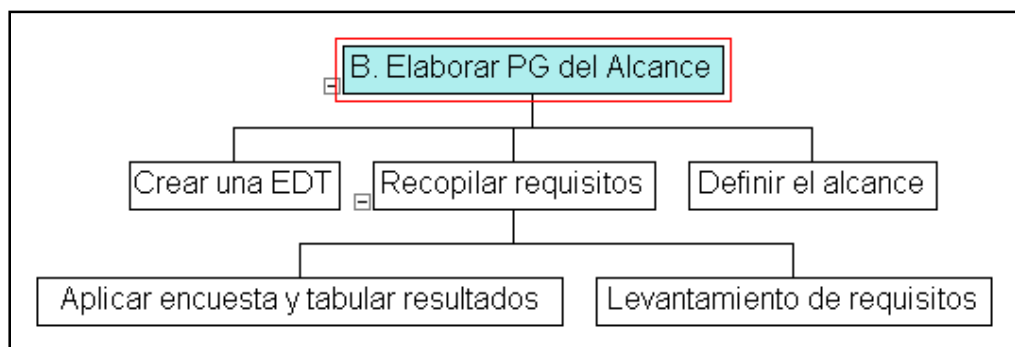 B. Elaborar PG del Alcance
Crear una EDT
Recopilar requisitos
Definir el alcance
Aplicar encuesta y tabular resultados
Levantamiento de requisitos